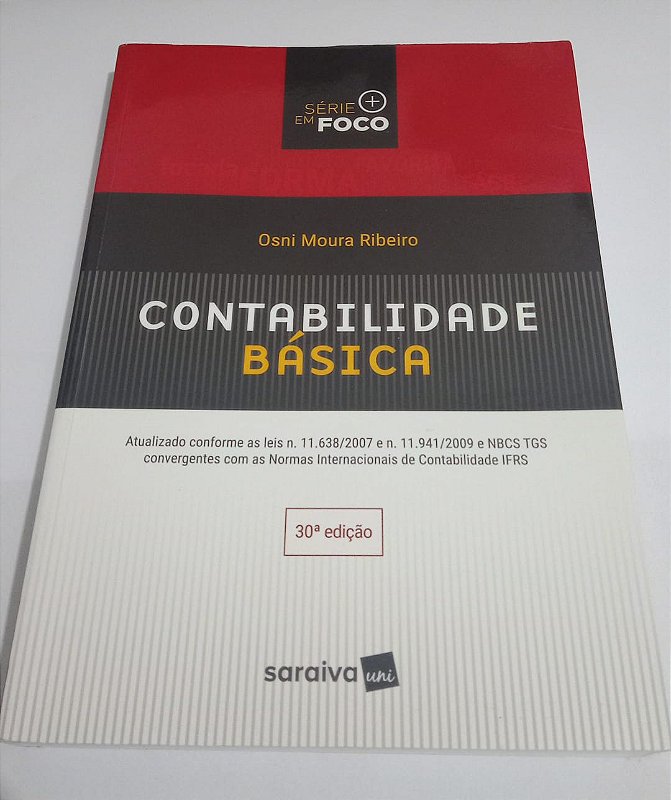 SÉRIE
EM FOCO
Osni Moura Ribeiro
CONTABILIDADE
BÁSICA
Atualizado conforme as leis n. 11.638/2007 e n. 11.941/2009 e NBCS TGS
convergentes com as Normas Internacionais de Contabilidade IFRS
30ª edição
saraiva uni